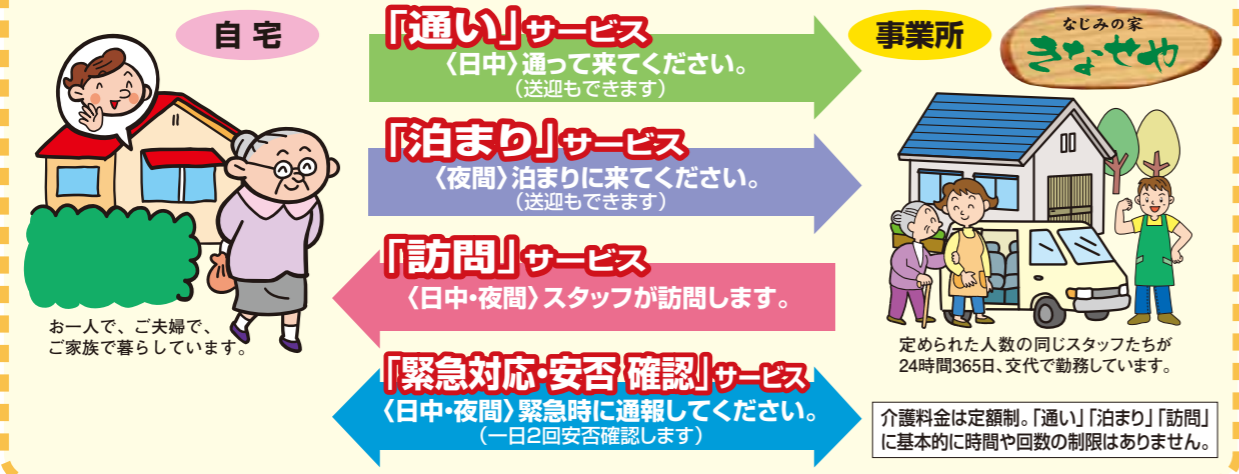 自宅
「通い」サービス
〈日中〉通って来てください。
（送迎もできます）
事業所
なじみの家
きなせや
「泊まり」サービス
〈夜間〉泊まりに来てください。
（送迎もできます）
「訪問」サービス
〈日中・夜間〉スタッフが訪問します。
お一人で、ご夫婦で、
ご家族で暮らしています。
定められた人数の同じスタッフたちが
24時間365日、交代で勤務しています。
「緊急対応・安否 確認」サービス
〈日中・夜間〉緊急時に通報してください。
（一日2回安否確認します）
介護料金は定額制。「通い」「泊まり」「訪問」
に基本的に時間や回数の制限はありません。